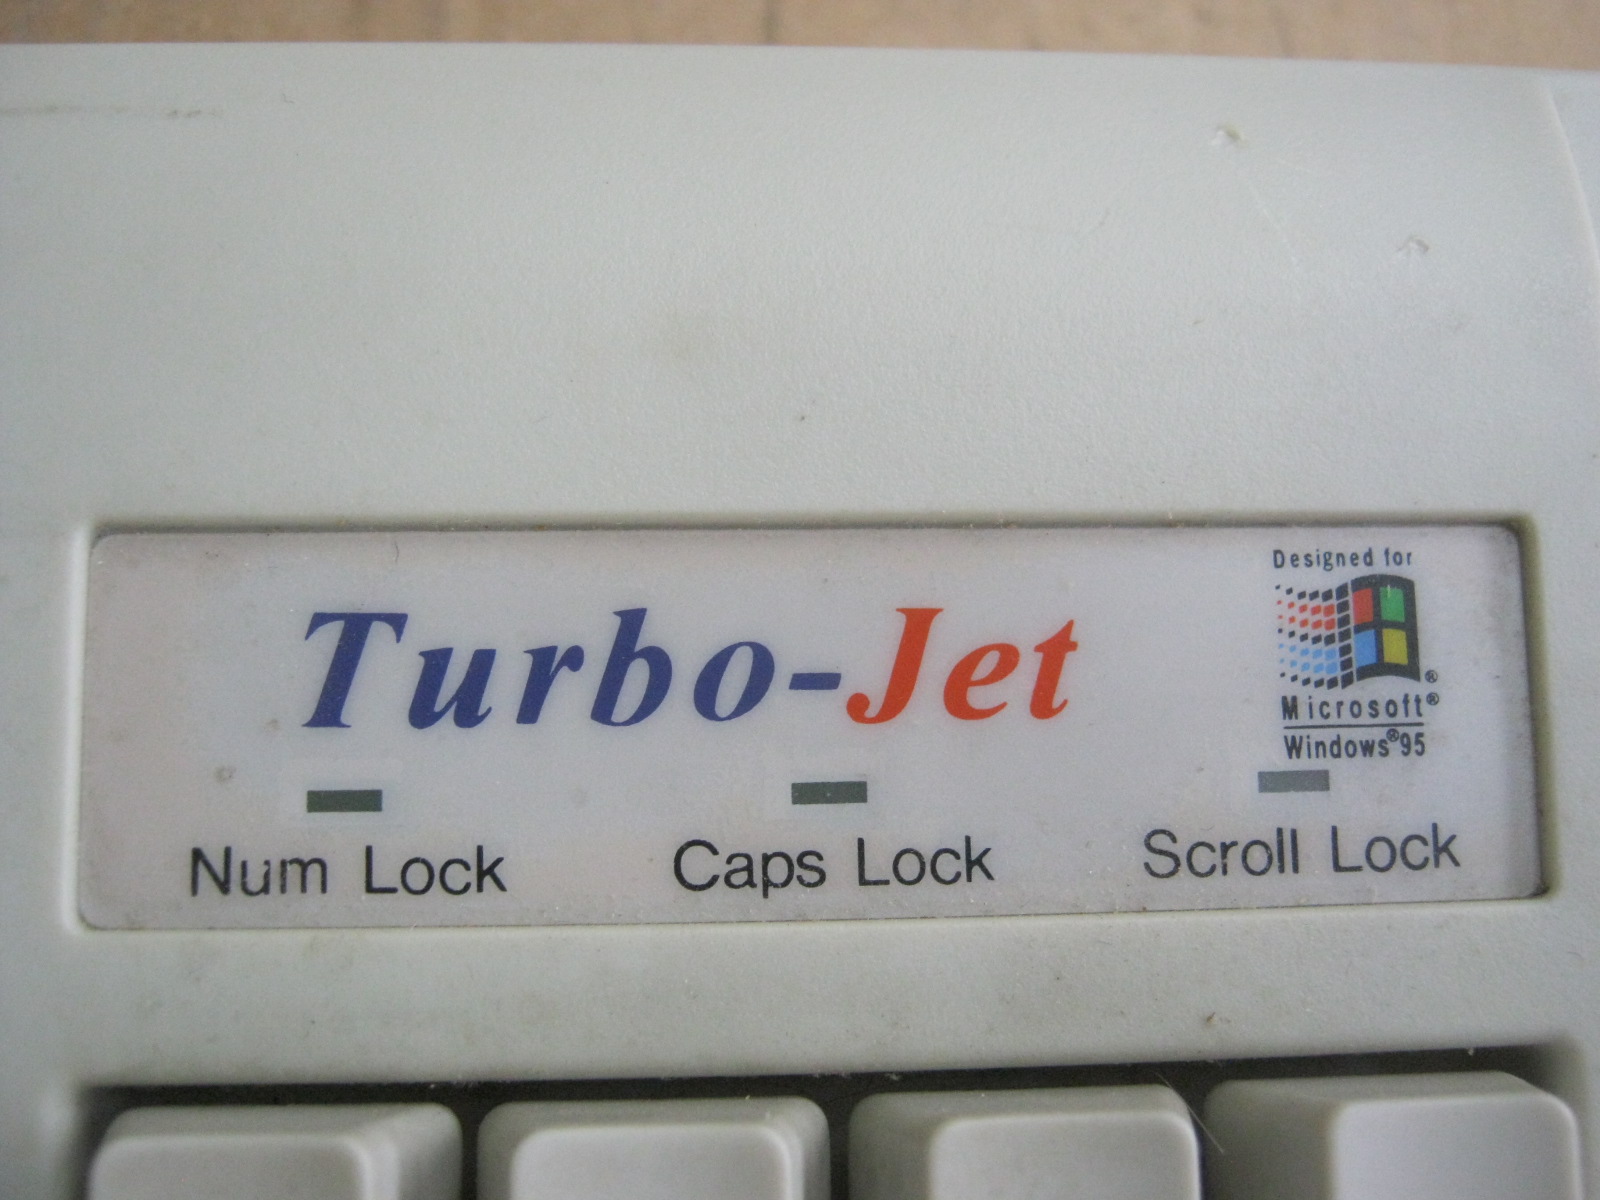 Turbo-Jet
Designed for
Microsoft®
Windows®95
Num Lock Caps Lock Scroll Lock